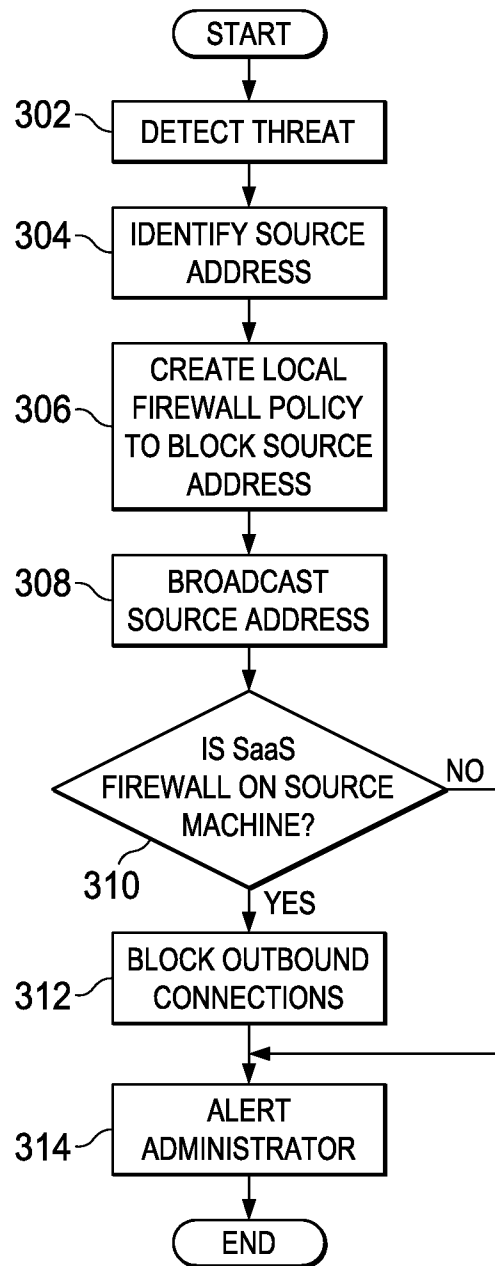 START
302
DETECT THREAT
304
IDENTIFY SOURCE
ADDRESS
306
CREATE LOCAL
FIREWALL POLICY
TO BLOCK SOURCE
ADDRESS
308
BROADCAST
SOURCE ADDRESS
IS SaaS
FIREWALL ON SOURCE
MACHINE?
NO
310
YES
312
BLOCK OUTBOUND
CONNECTIONS
314
ALERT
ADMINISTRATOR
END